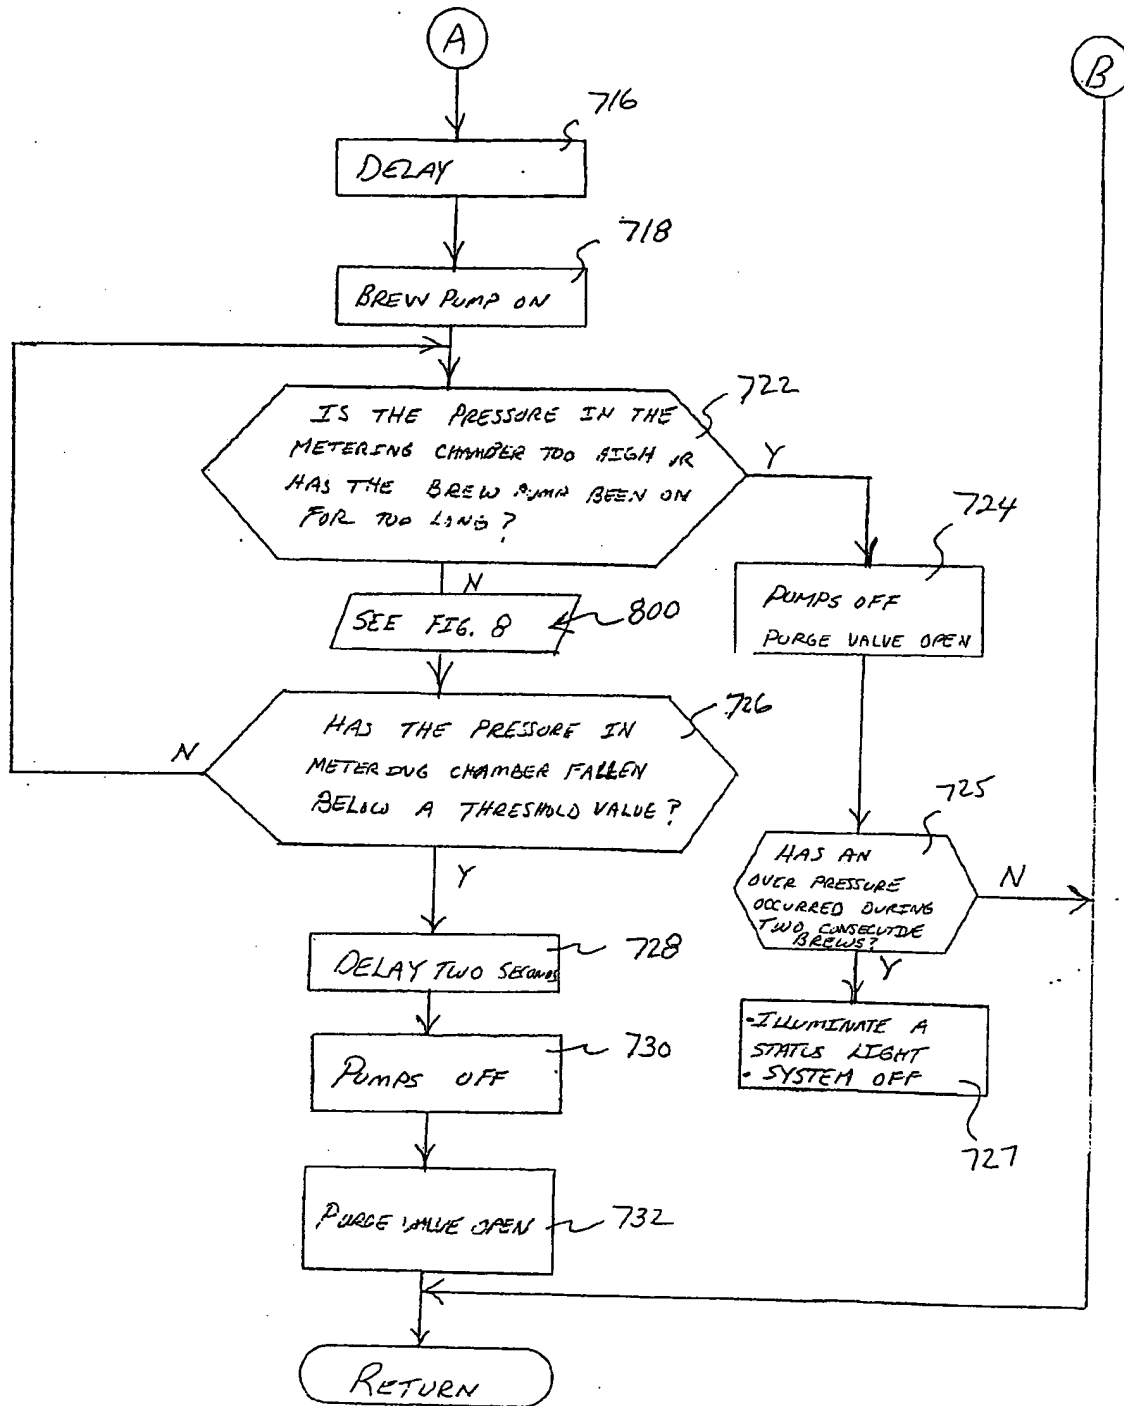 A
B
716
DELAY
718
BREW PUMP ON
722
IS THE PRESSURE IN THE
METERING CHAMBER TOO HIGH OR
HAS THE BREW PUMP BEEN ON
FOR TOO LONG?
Y
N
724
PUMPS OFF
PURGE VALVE OPEN
SEE FIG. 8
800
726
HAS THE PRESSURE IN
METERING CHAMBER FALLEN
BELOW A THRESHOLD VALUE?
N
Y
725
HAS AN
OVER PRESSURE
OCCURRED DURING
TWO CONSECUTIVE
BREWS?
N
Y
728
DELAY TWO SECONDS
730
PUMPS OFF
• ILLUMINATE A
STATUS LIGHT
• SYSTEM OFF
727
PURGE VALVE OPEN
732
RETURN